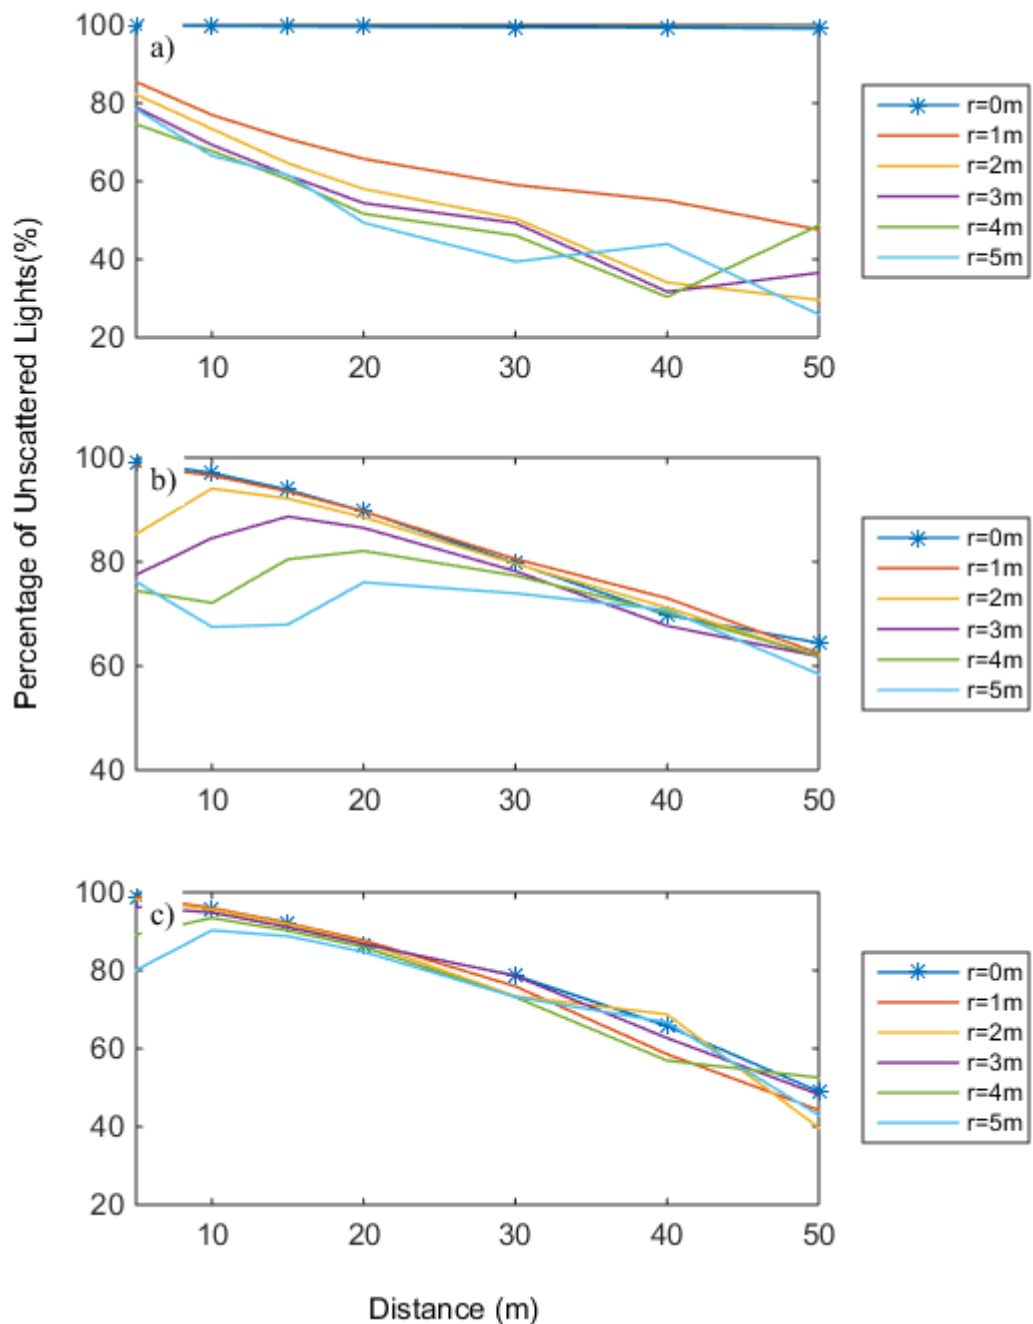 Percentage of Unscattered Lights(%)
a)
100
80
60
40
20
10 20 30 40 50
r=0m
r=1m
r=2m
r=3m
r=4m
r=5m
b)
100
80
60
40
10 20 30 40 50
r=0m
r=1m
r=2m
r=3m
r=4m
r=5m
c)
100
80
60
40
20
10 20 30 40 50
r=0m
r=1m
r=2m
r=3m
r=4m
r=5m
Distance (m)